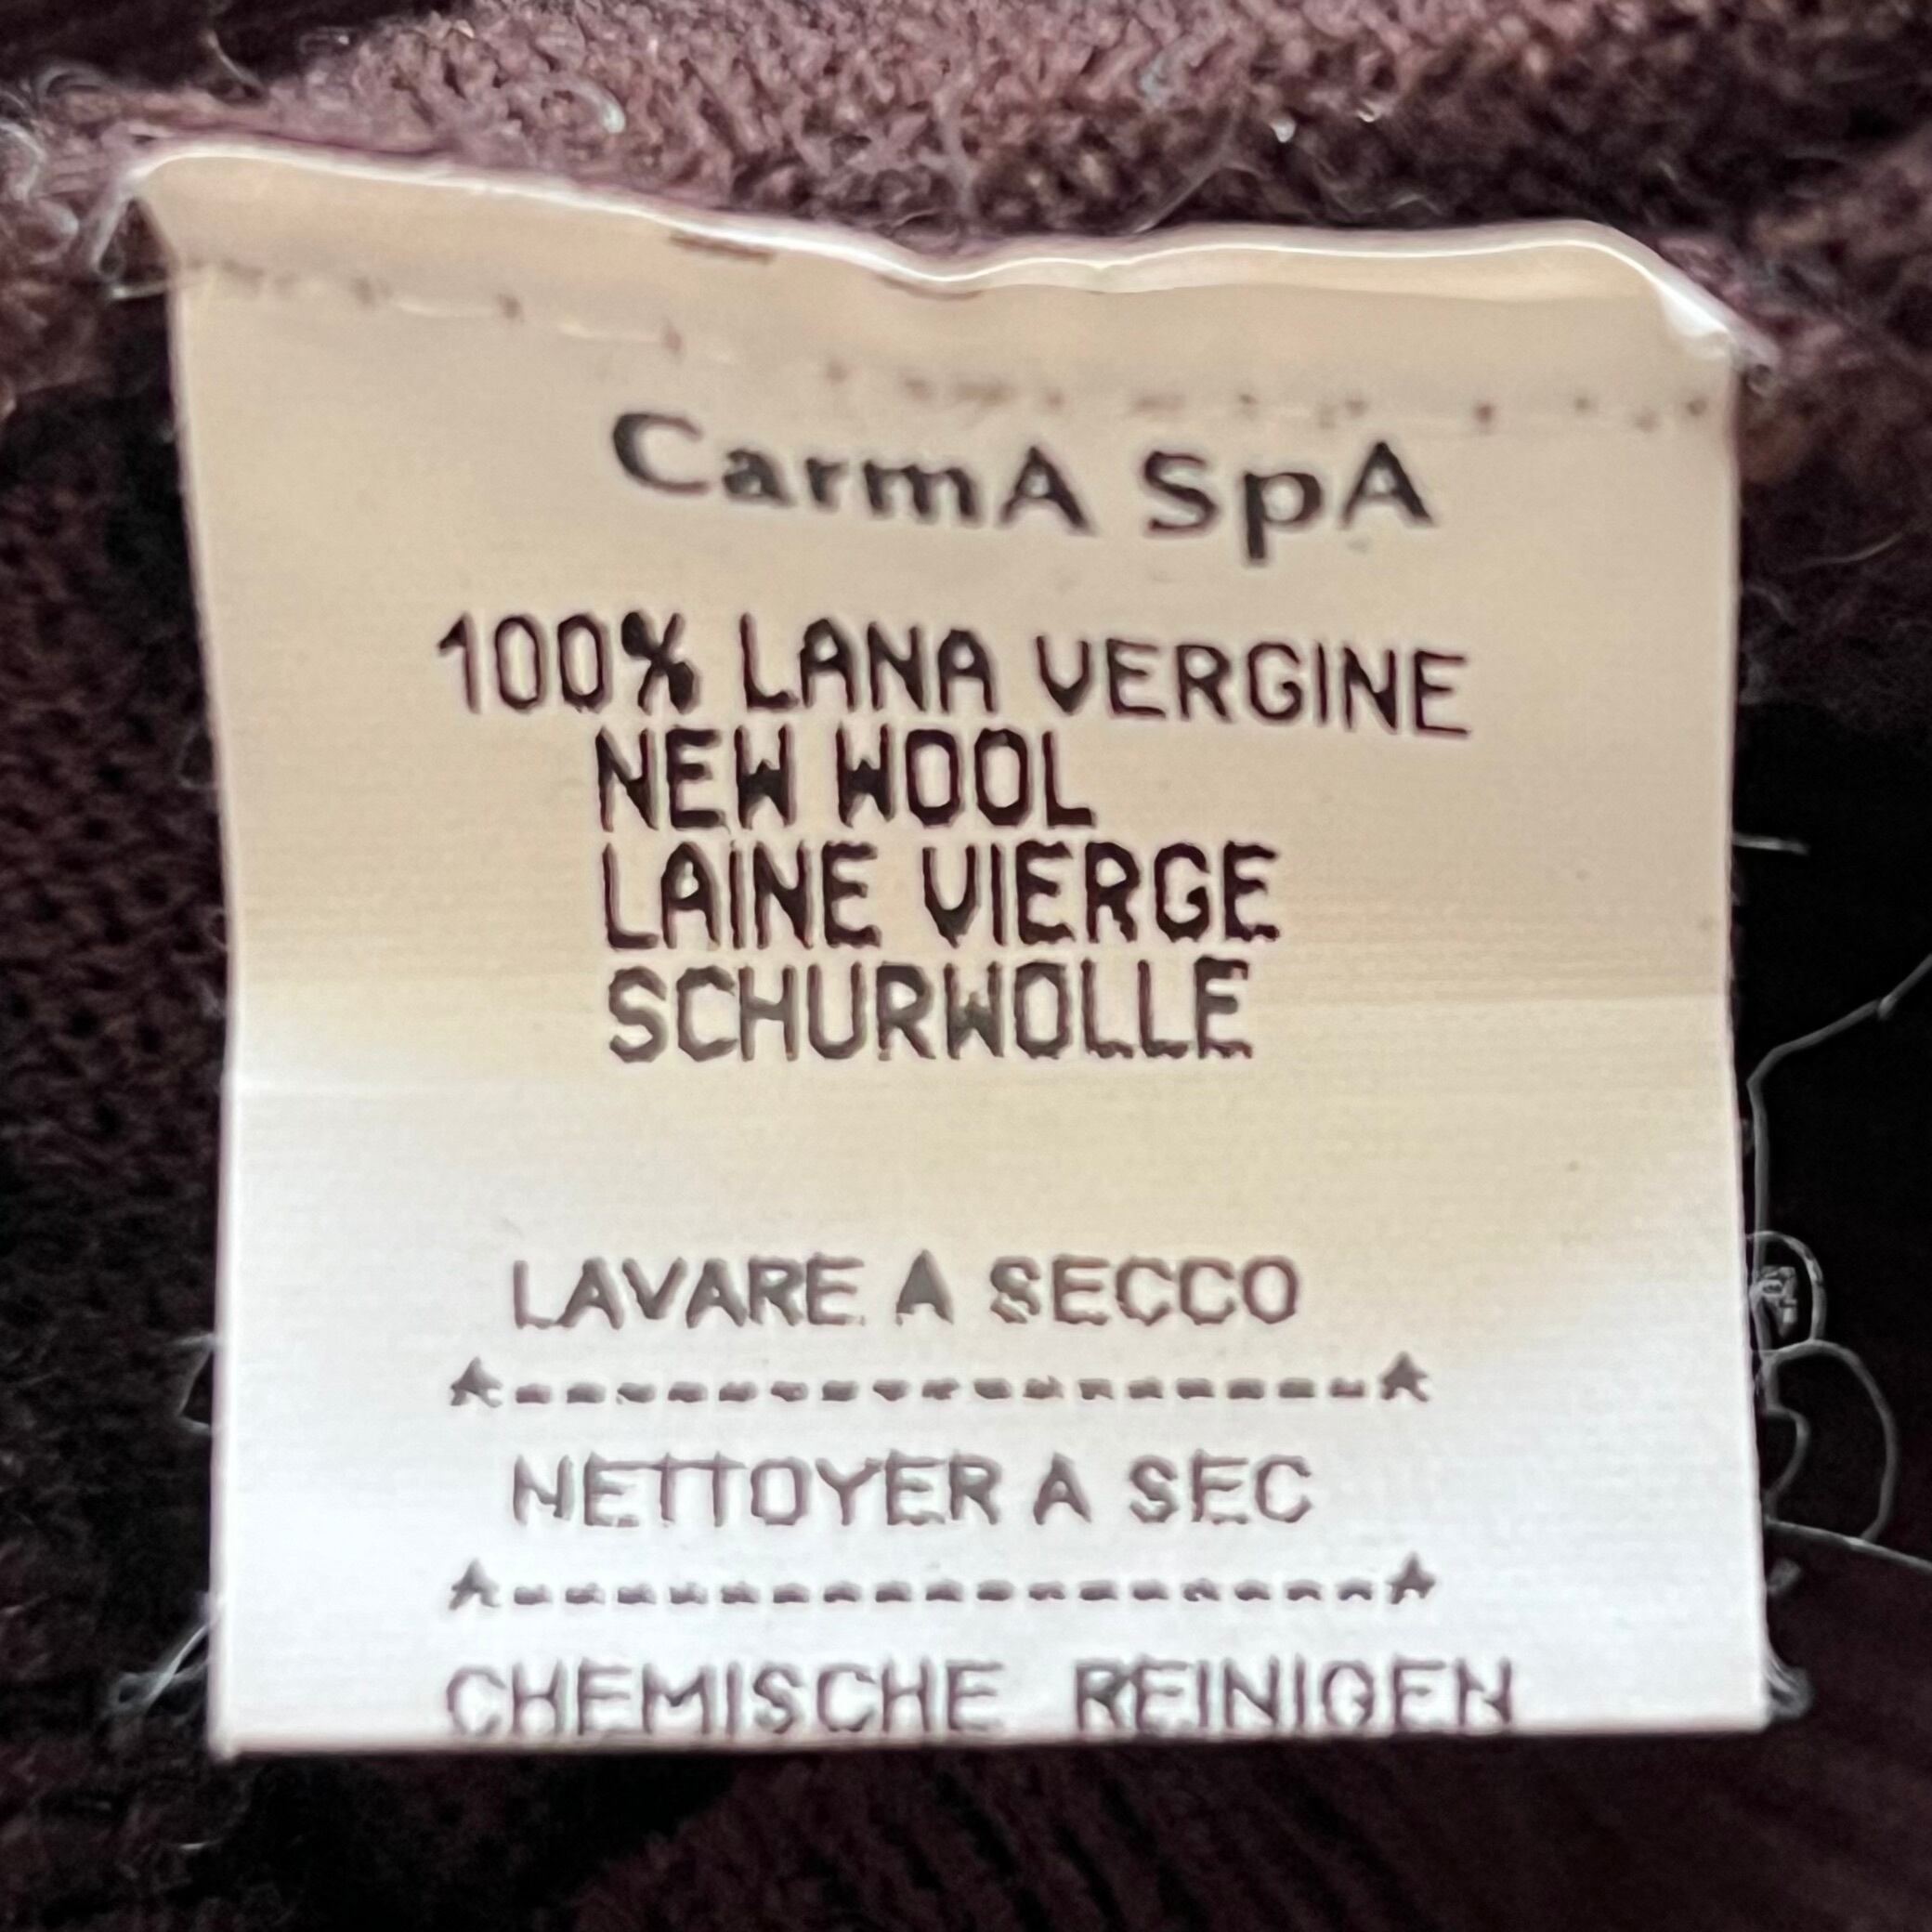 CarmA SpA
100% LANA VERGINE
NEW WOOL
LAINE VIERGE
SCHURWOLLE
LAVARE A SECCO
*-----------------*
NETTOYER A SEC
*-----------------*
CHEMISCHE REINIGEN